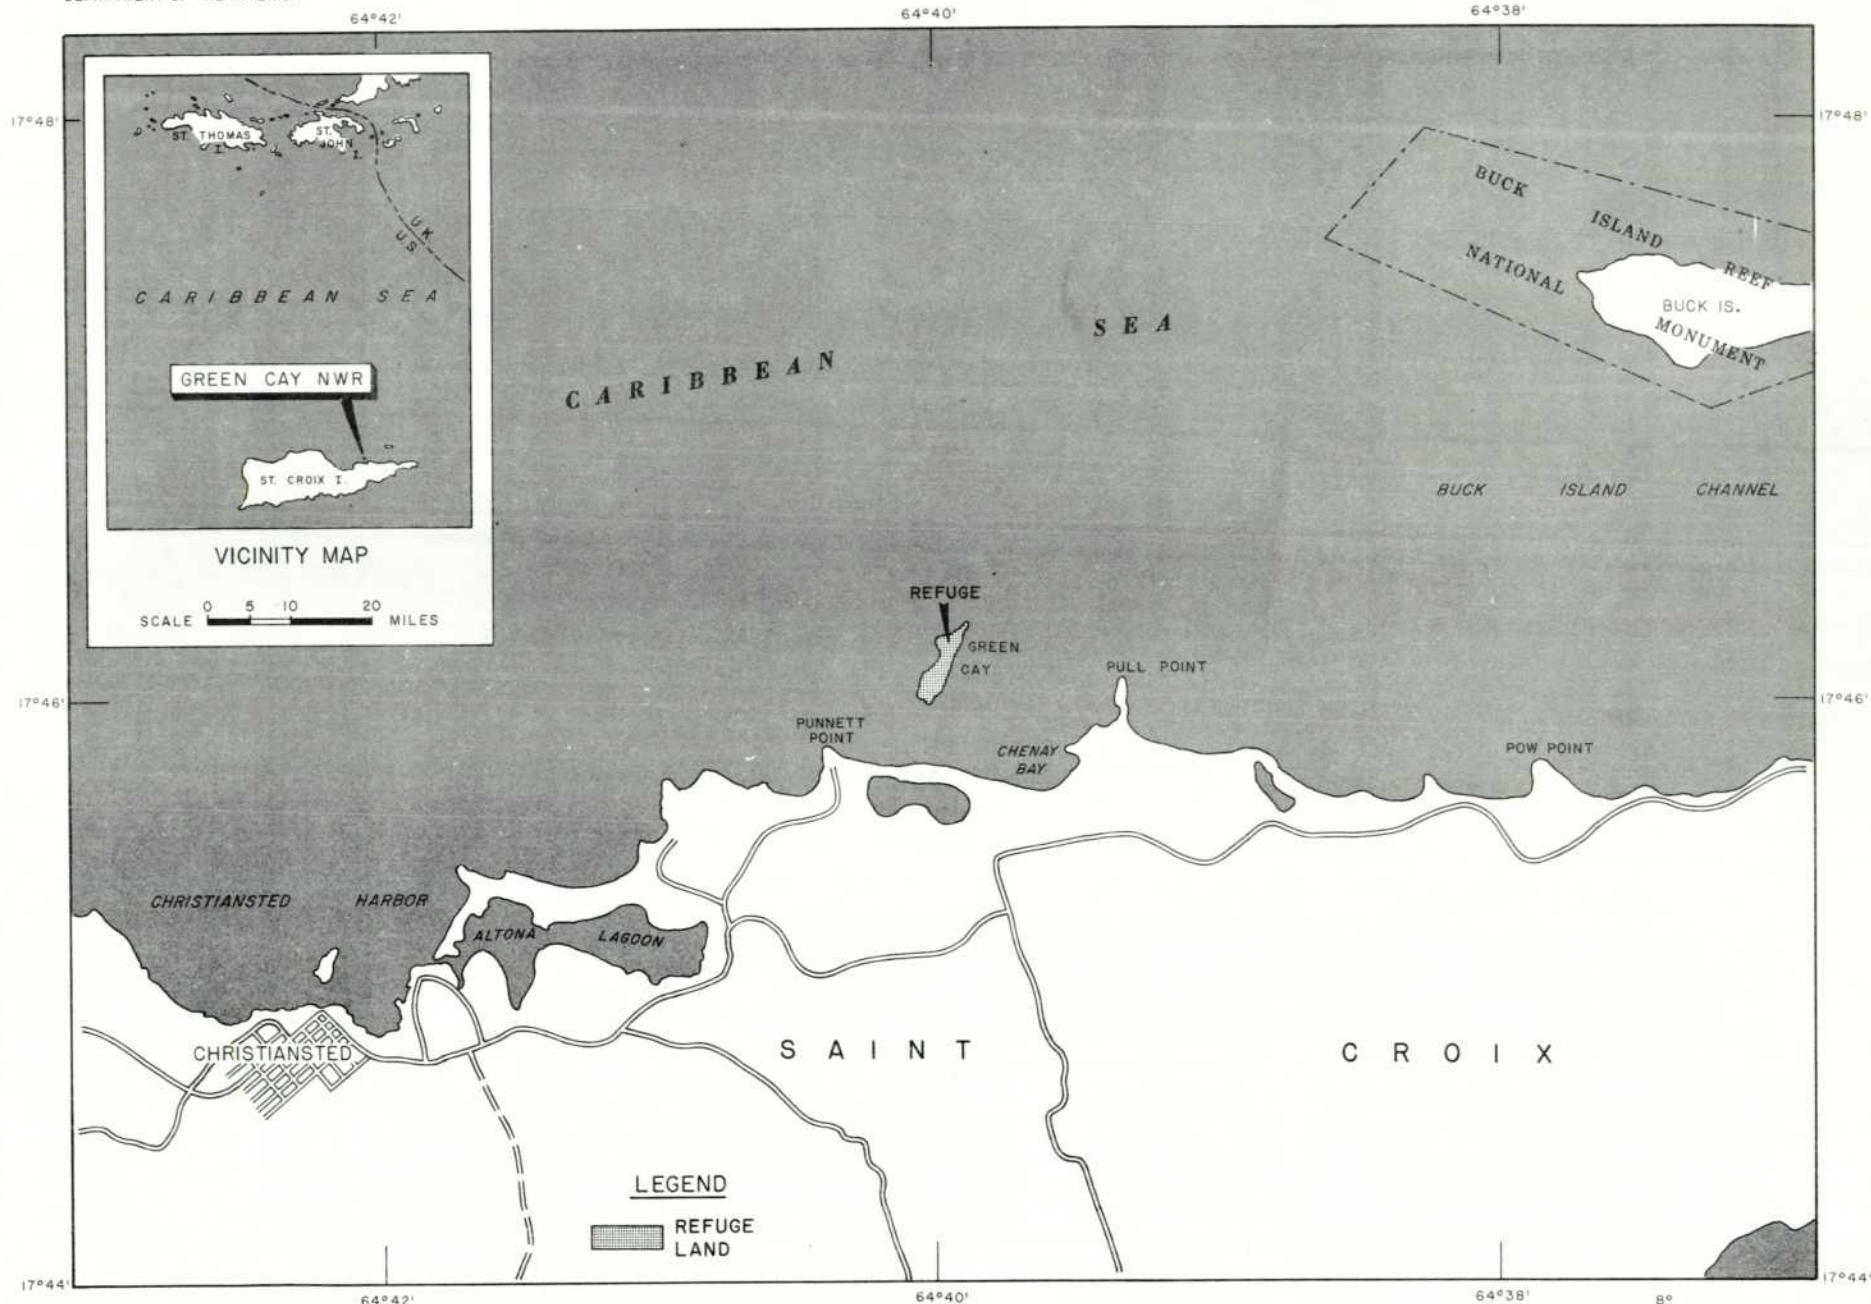 64°42'
64°40'
64°38'
17°48'
17°48'
ST. THOMAS I.
ST. JOHN I.
U.K.
U.S.
CARIBBEAN SEA
GREEN CAY NWR
ST. CROIX I.
VICINITY MAP
0 5 10 20
SCALE MILES
BUCK ISLAND REEF
NATIONAL MONUMENT
BUCK IS.
CARIBBEAN SEA
BUCK ISLAND CHANNEL
REFUGE
GREEN
CAY
PULL POINT
17°46'
17°46'
PUNNETT
POINT
CHENAY
BAY
POW POINT
CHRISTIANSTED HARBOR
ALTONA LAGOON
CHRISTIANSTED
SAINT CROIX
LEGEND
REFUGE
LAND
17°44'
17°44'
64°42'
64°40'
64°38'
8°